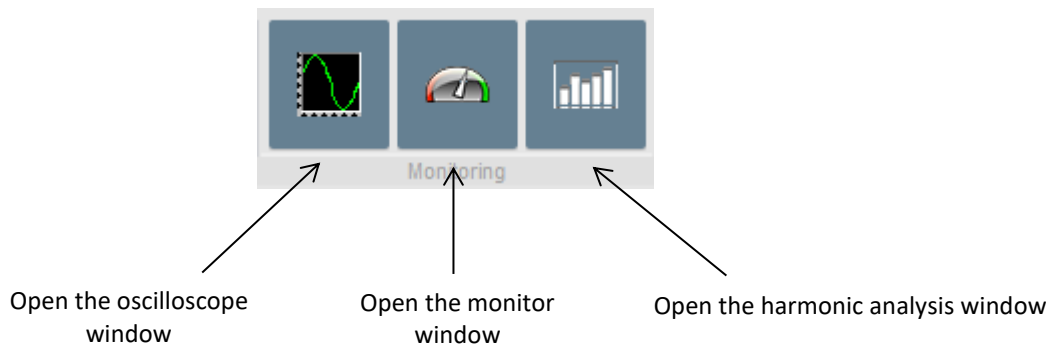 Monitoring
Open the oscilloscope
window
Open the monitor
window
Open the harmonic analysis window